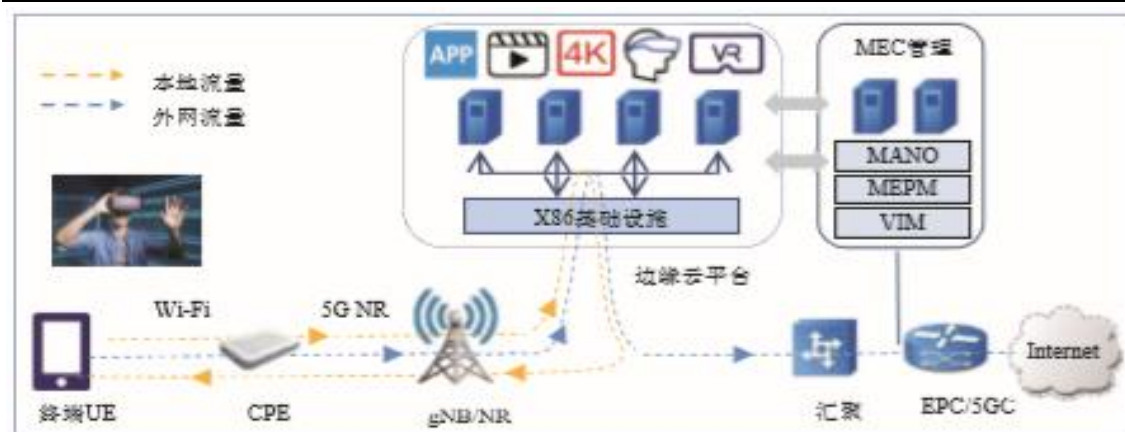 APP
4K
VR
MEC管理
本地流量
外网流量
MANO
MEPM
VIM
X86基础设施
边缘云平台
Wi-Fi
5G NR
Internet
终端UE
CPE
gNB/NR
汇聚
EPC/5GC